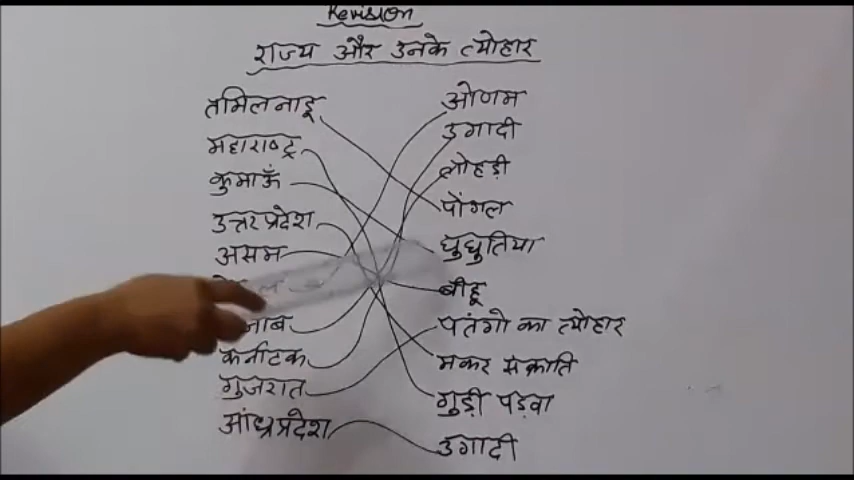 Revision
राज्य और उनके त्योहार
तमिलनाडू ओणम
महाराष्ट्र उगादी
कुमाऊँ लोहड़ी
उत्तरप्रदेश पोंगल
असम घुघुतिया
बीहू
पतंगो का त्योहार
कर्नाटक मकर संक्राति
गुजरात गुड़ी पड़वा
आंध्रप्रदेश उगादी